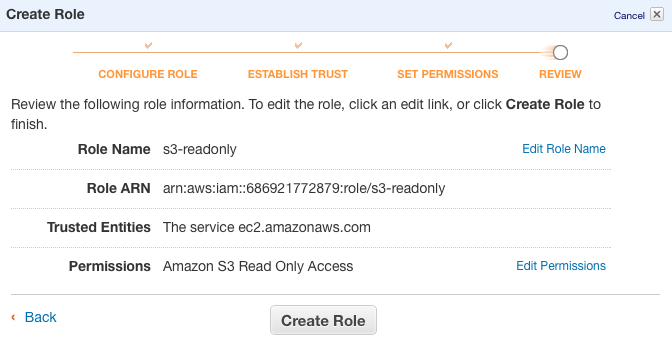 Create Role
Cancel
CONFIGURE ROLE ESTABLISH TRUST SET PERMISSIONS REVIEW
Review the following role information. To edit the role, click an edit link, or click Create Role to
finish.
Role Name s3-readonly Edit Role Name
Role ARN arn:aws:iam::686921772879:role/s3-readonly
Trusted Entities The service ec2.amazonaws.com
Permissions Amazon S3 Read Only Access Edit Permissions
Back
Create Role